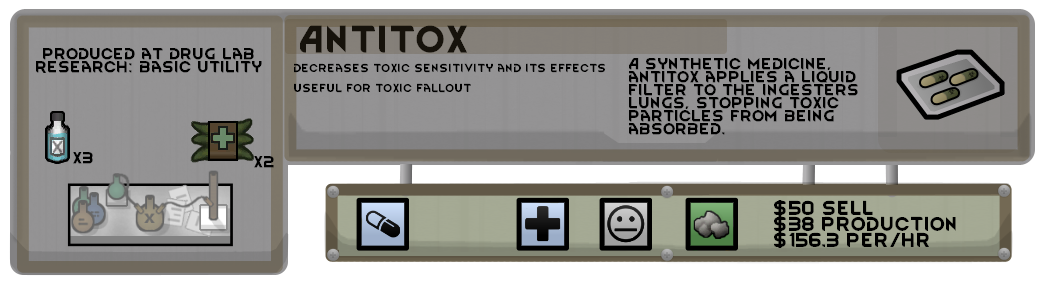 PRODUCED AT DRUG LAB
RESEARCH: BASIC UTILITY
X3
X2
ANTITOX
DECREASES TOXIC SENSITIVITY AND ITS EFFECTS
USEFUL FOR TOXIC FALLOUT
A SYNTHETIC MEDICINE,
ANTITOX APPLIES A LIQUID
FILTER TO THE INGESTERS
LUNGS, STOPPING TOXIC
PARTICLES FROM BEING
ABSORBED.
$50 SELL
$38 PRODUCTION
$156.3 PER/HR